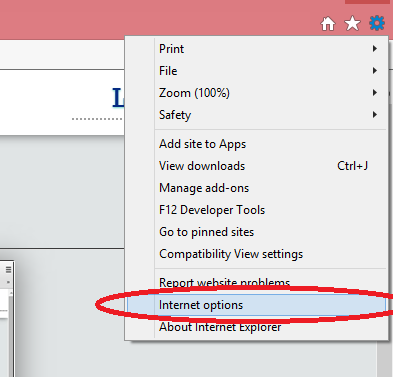 Print
File
Zoom (100%)
Safety
L
Add site to Apps
View downloads Ctrl+J
Manage add-ons
F12 Developer Tools
Go to pinned sites
Compatibility View settings
Report website problems
Internet options
About Internet Explorer